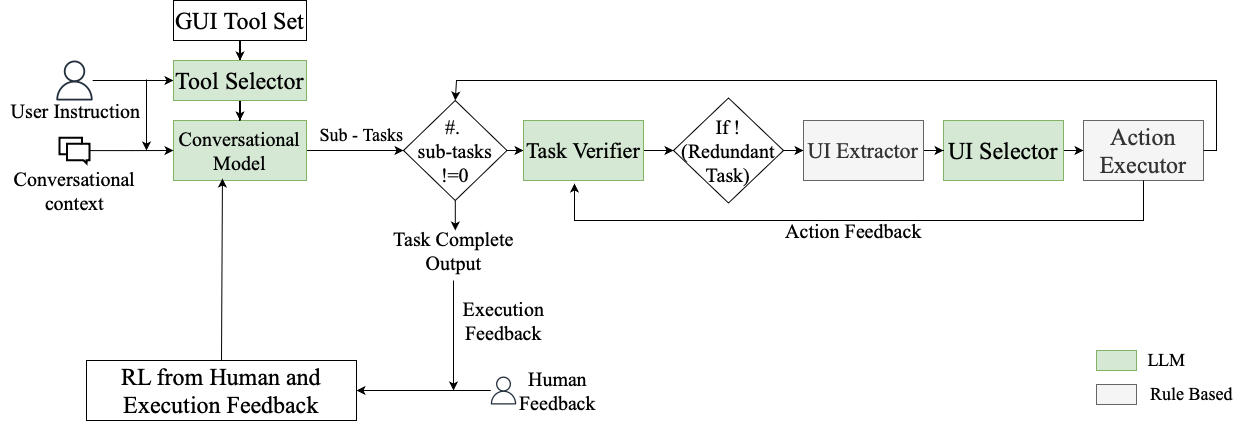 GUI Tool Set
Tool Selector
User Instruction
Conversational
Model
Conversational
context
Sub - Tasks
#.
sub-tasks
!=0
Task Verifier
If !
(Redundant
Task)
UI Extractor
UI Selector
Action
Executor
Action Feedback
Task Complete
Output
Execution
Feedback
RL from Human and
Execution Feedback
Human
Feedback
LLM
Rule Based